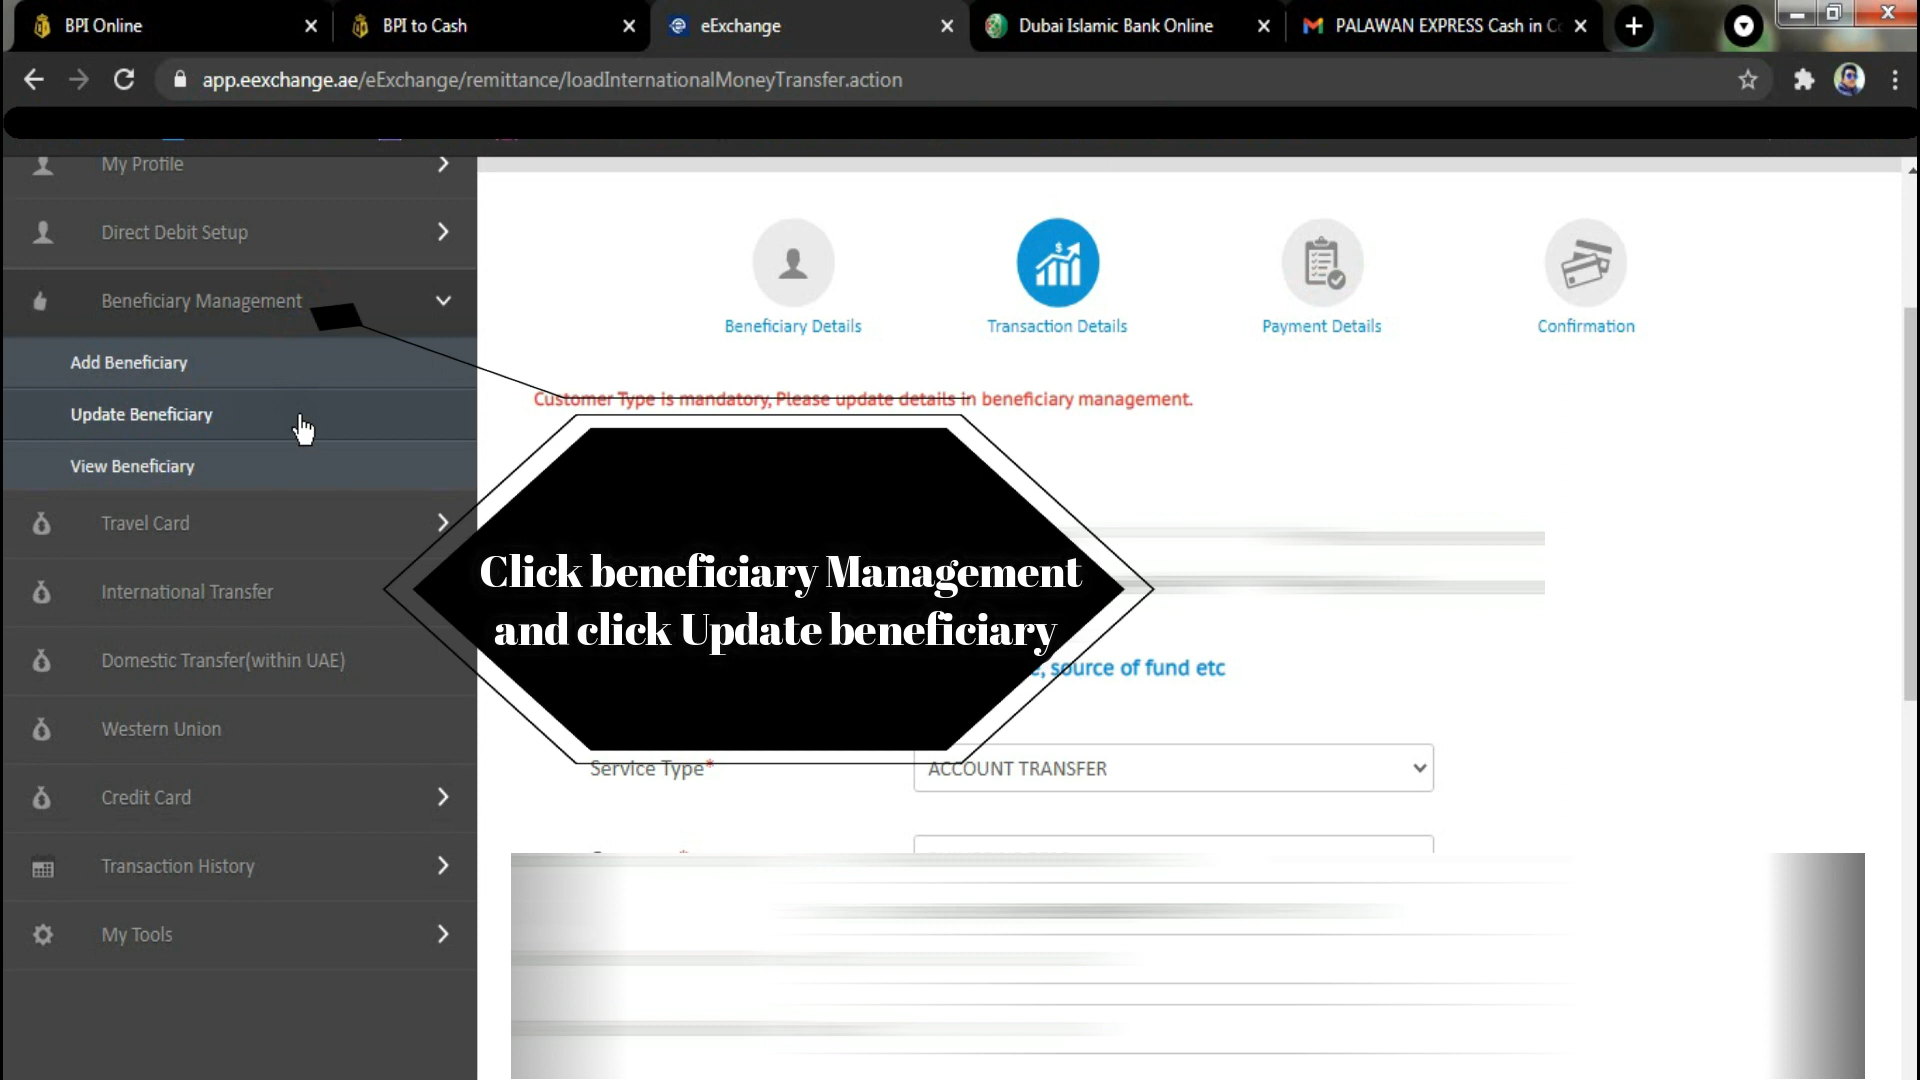 BPI Online
BPI to Cash
eExchange
Dubai Islamic Bank Online
PALAWAN EXPRESS Cash in
app.eexchange.ae/eExchange/remittance/loadInternationalMoneyTransfer.action
My Profile
Direct Debit Setup
Beneficiary Management
Add Beneficiary
Update Beneficiary
View Beneficiary
Travel Card
International Transfer
Domestic Transfer(within UAE)
Western Union
Credit Card
Transaction History
My Tools
Beneficiary Details
Transaction Details
Payment Details
Confirmation
Customer Type is mandatory, Please update details in beneficiary management.
Click beneficiary Management
and click Update beneficiary
, source of fund etc
Service Type*
ACCOUNT TRANSFER